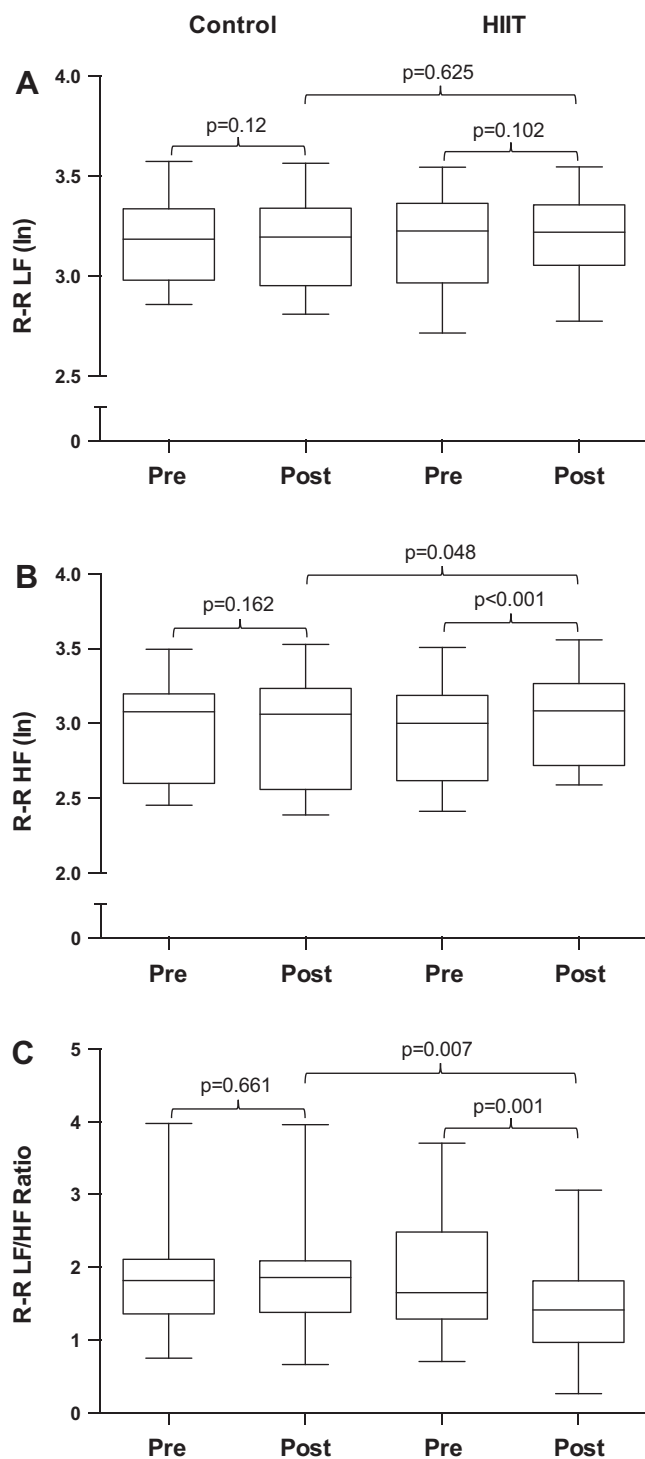 Control HIIT
A
4.0
p=0.625
p=0.12
p=0.102
3.5
3.0
2.5
0
R-R LF (ln)
Pre Post Pre Post
B
4.0
p=0.048
p=0.162
p<0.001
3.5
3.0
2.5
2.0
0
R-R HF (ln)
Pre Post Pre Post
C
5
p=0.007
p=0.661
p=0.001
4
3
2
1
0
R-R LF/HF Ratio
Pre Post Pre Post